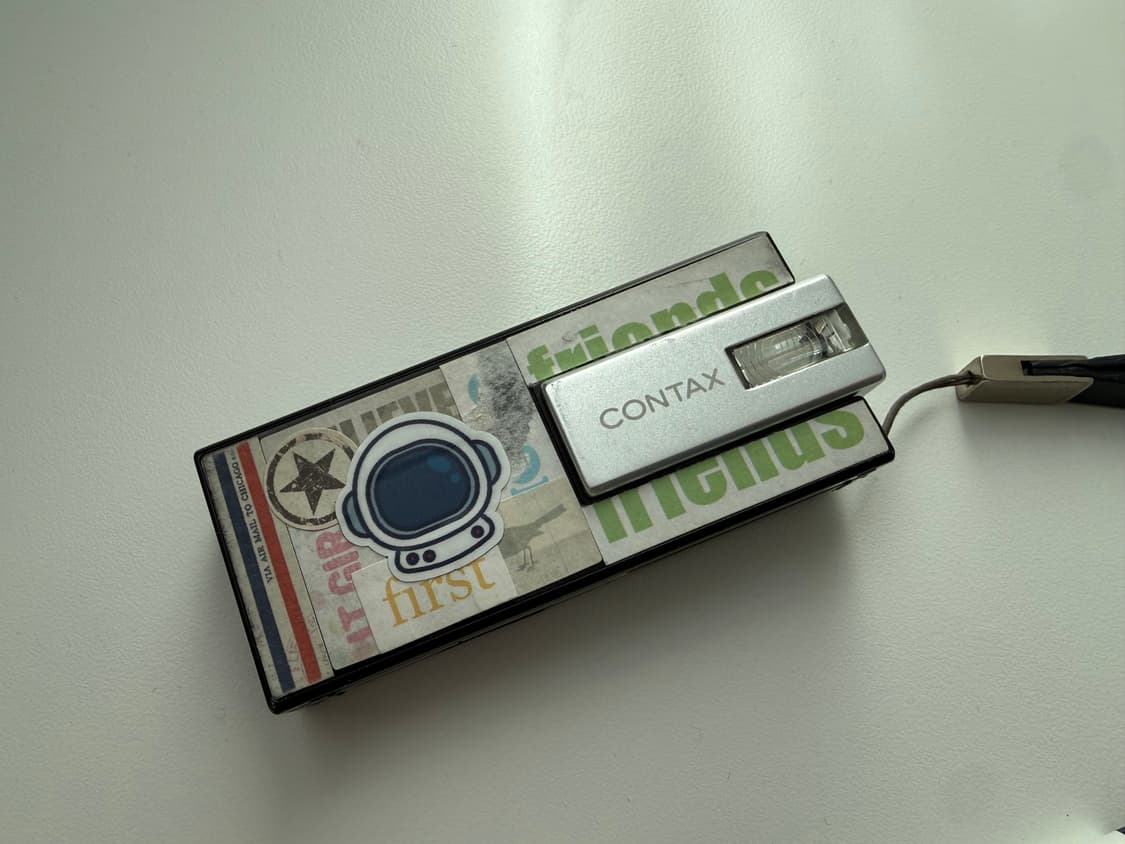 friends
CONTAX
friends
VIA AIR MAIL TO CHICAGO
first